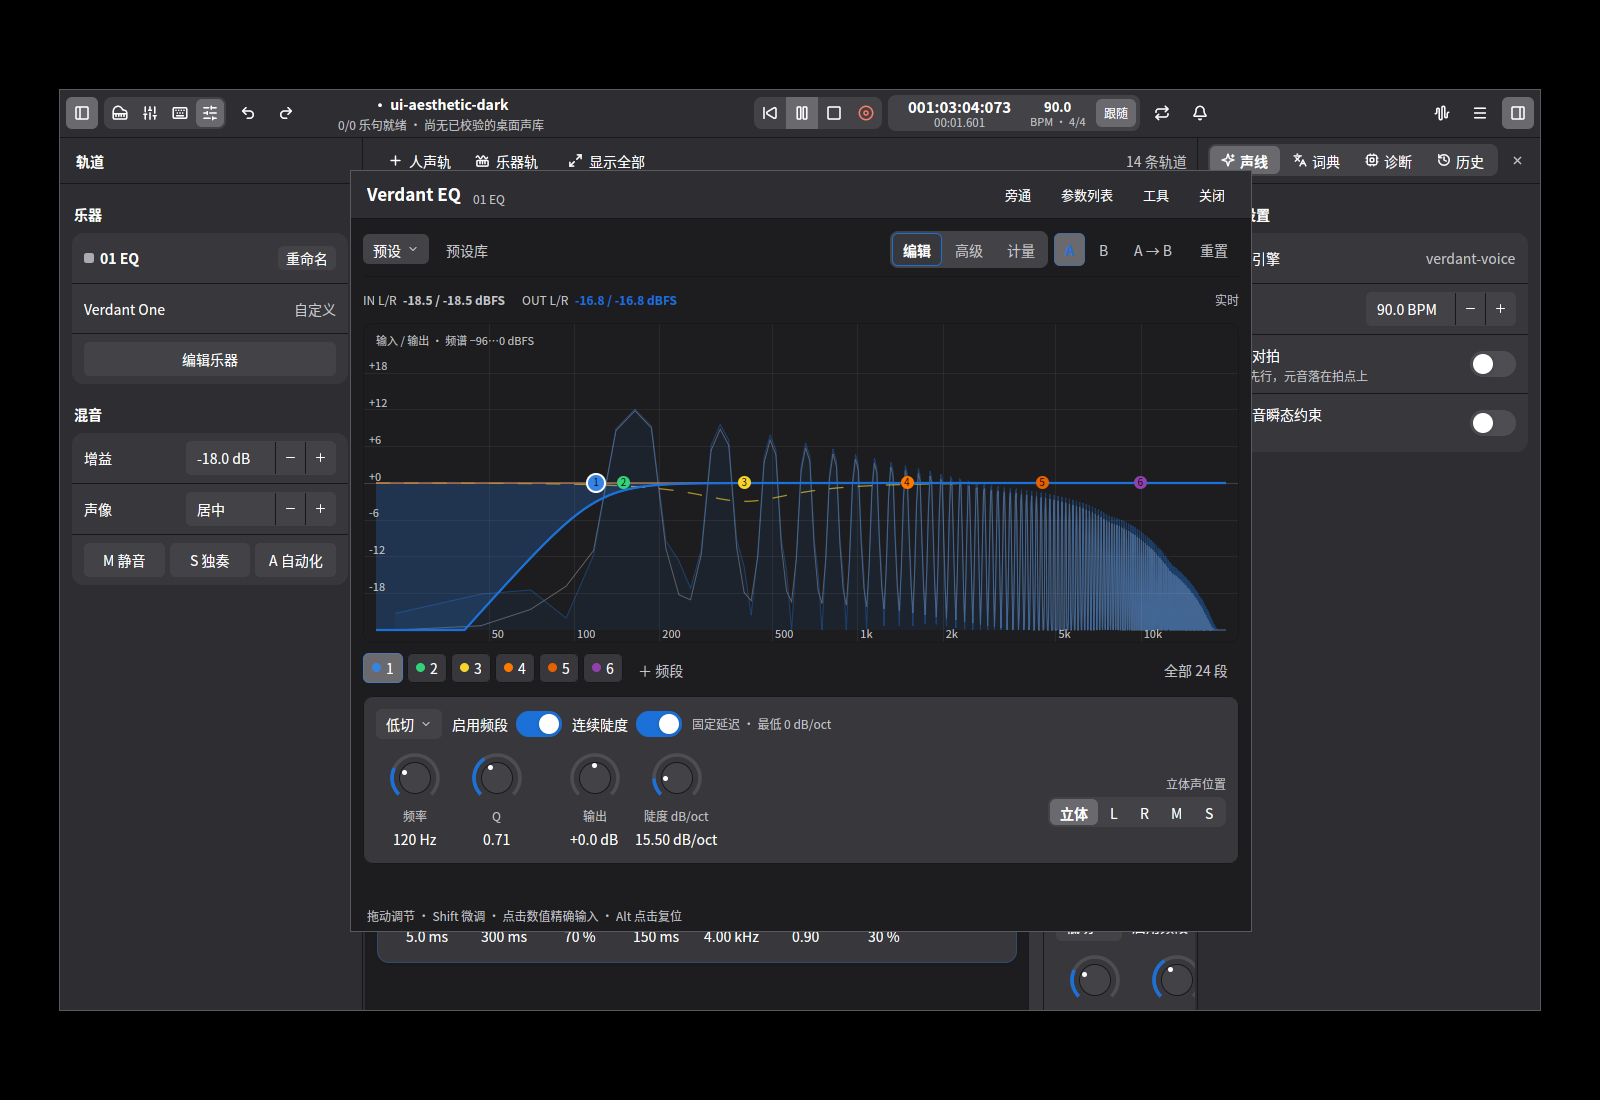 • ui-aesthetic-dark
0/0 乐句就绪 • 尚无已校验的桌面声库
001:03:04:073
00:01.601
90.0
BPM • 4/4
跟随
轨道
人声轨
乐器轨
显示全部
14 条轨道
声线
词典
诊断
历史
乐器
01 EQ
重命名
Verdant One
自定义
编辑乐器
混音
增益
-18.0 dB
声像
居中
M 静音
S 独奏
A 自动化
Verdant EQ 01 EQ
旁通
参数列表
工具
关闭
预设
预设库
编辑
高级
计量
A
B
A→B
重置
IN L/R -18.5 / -18.5 dBFS OUT L/R -16.8 / -16.8 dBFS
实时
输入 / 输出 • 频谱 −96⋯0 dBFS
+18
+12
+6
+0
-6
-12
-18
1 2 3 4 5 6
50 100 200 500 1k 2k 5k 10k
1 2 3 4 5 6
频段
全部 24 段
低切
启用频段
连续陡度
固定延迟 • 最低 0 dB/oct
频率
120 Hz
Q
0.71
输出
+0.0 dB
陡度 dB/oct
15.50 dB/oct
立体声位置
立体 L R M S
拖动调节 • Shift 微调 • 点击数值精确输入 • Alt 点击复位
5.0 ms 300 ms 70 % 150 ms 4.00 kHz 0.90 30 %
置
引擎
verdant-voice
90.0 BPM
对拍
先行，元音落在拍点上
音瞬态约束